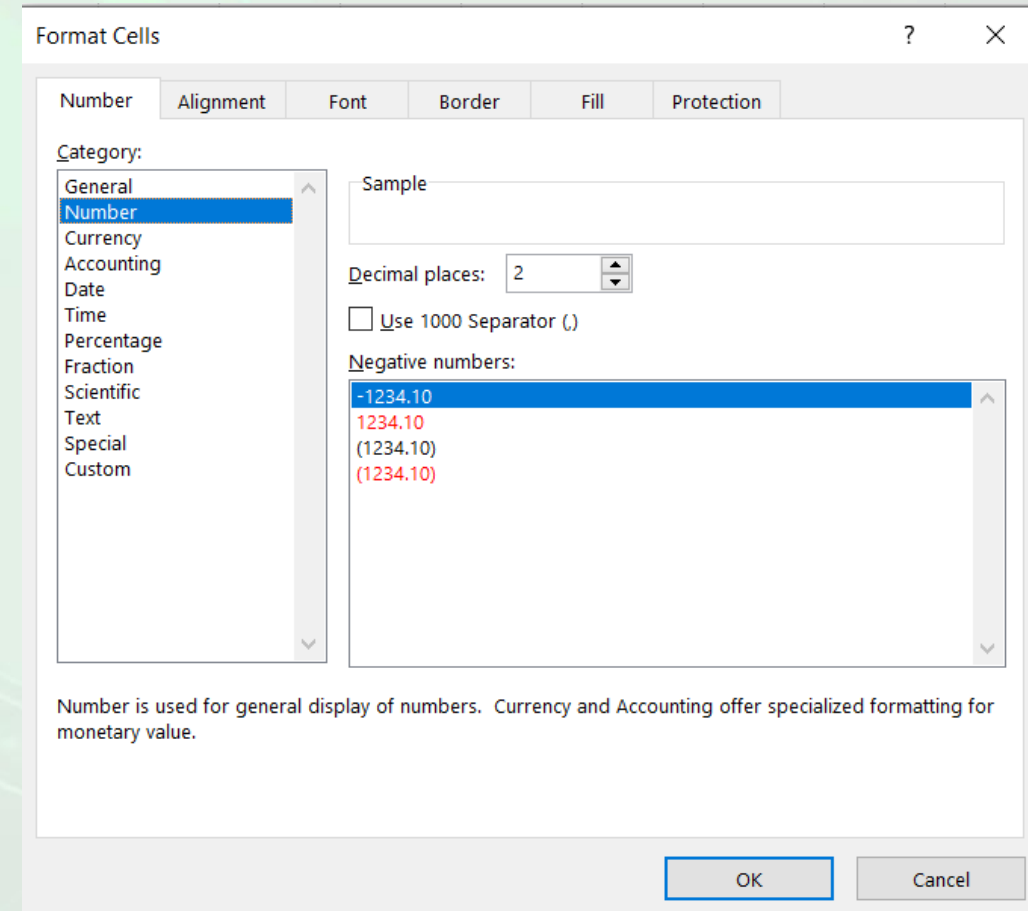 Format Cells ?
Number Alignment Font Border Fill Protection
Category:
General
Number
Currency
Accounting
Date
Time
Percentage
Fraction
Scientific
Text
Special
Custom
Sample
Decimal places: 2
Use 1000 Separator (,)
Negative numbers:
-1234.10
1234.10
(1234.10)
(1234.10)
Number is used for general display of numbers. Currency and Accounting offer specialized formatting for
monetary value.
OK Cancel